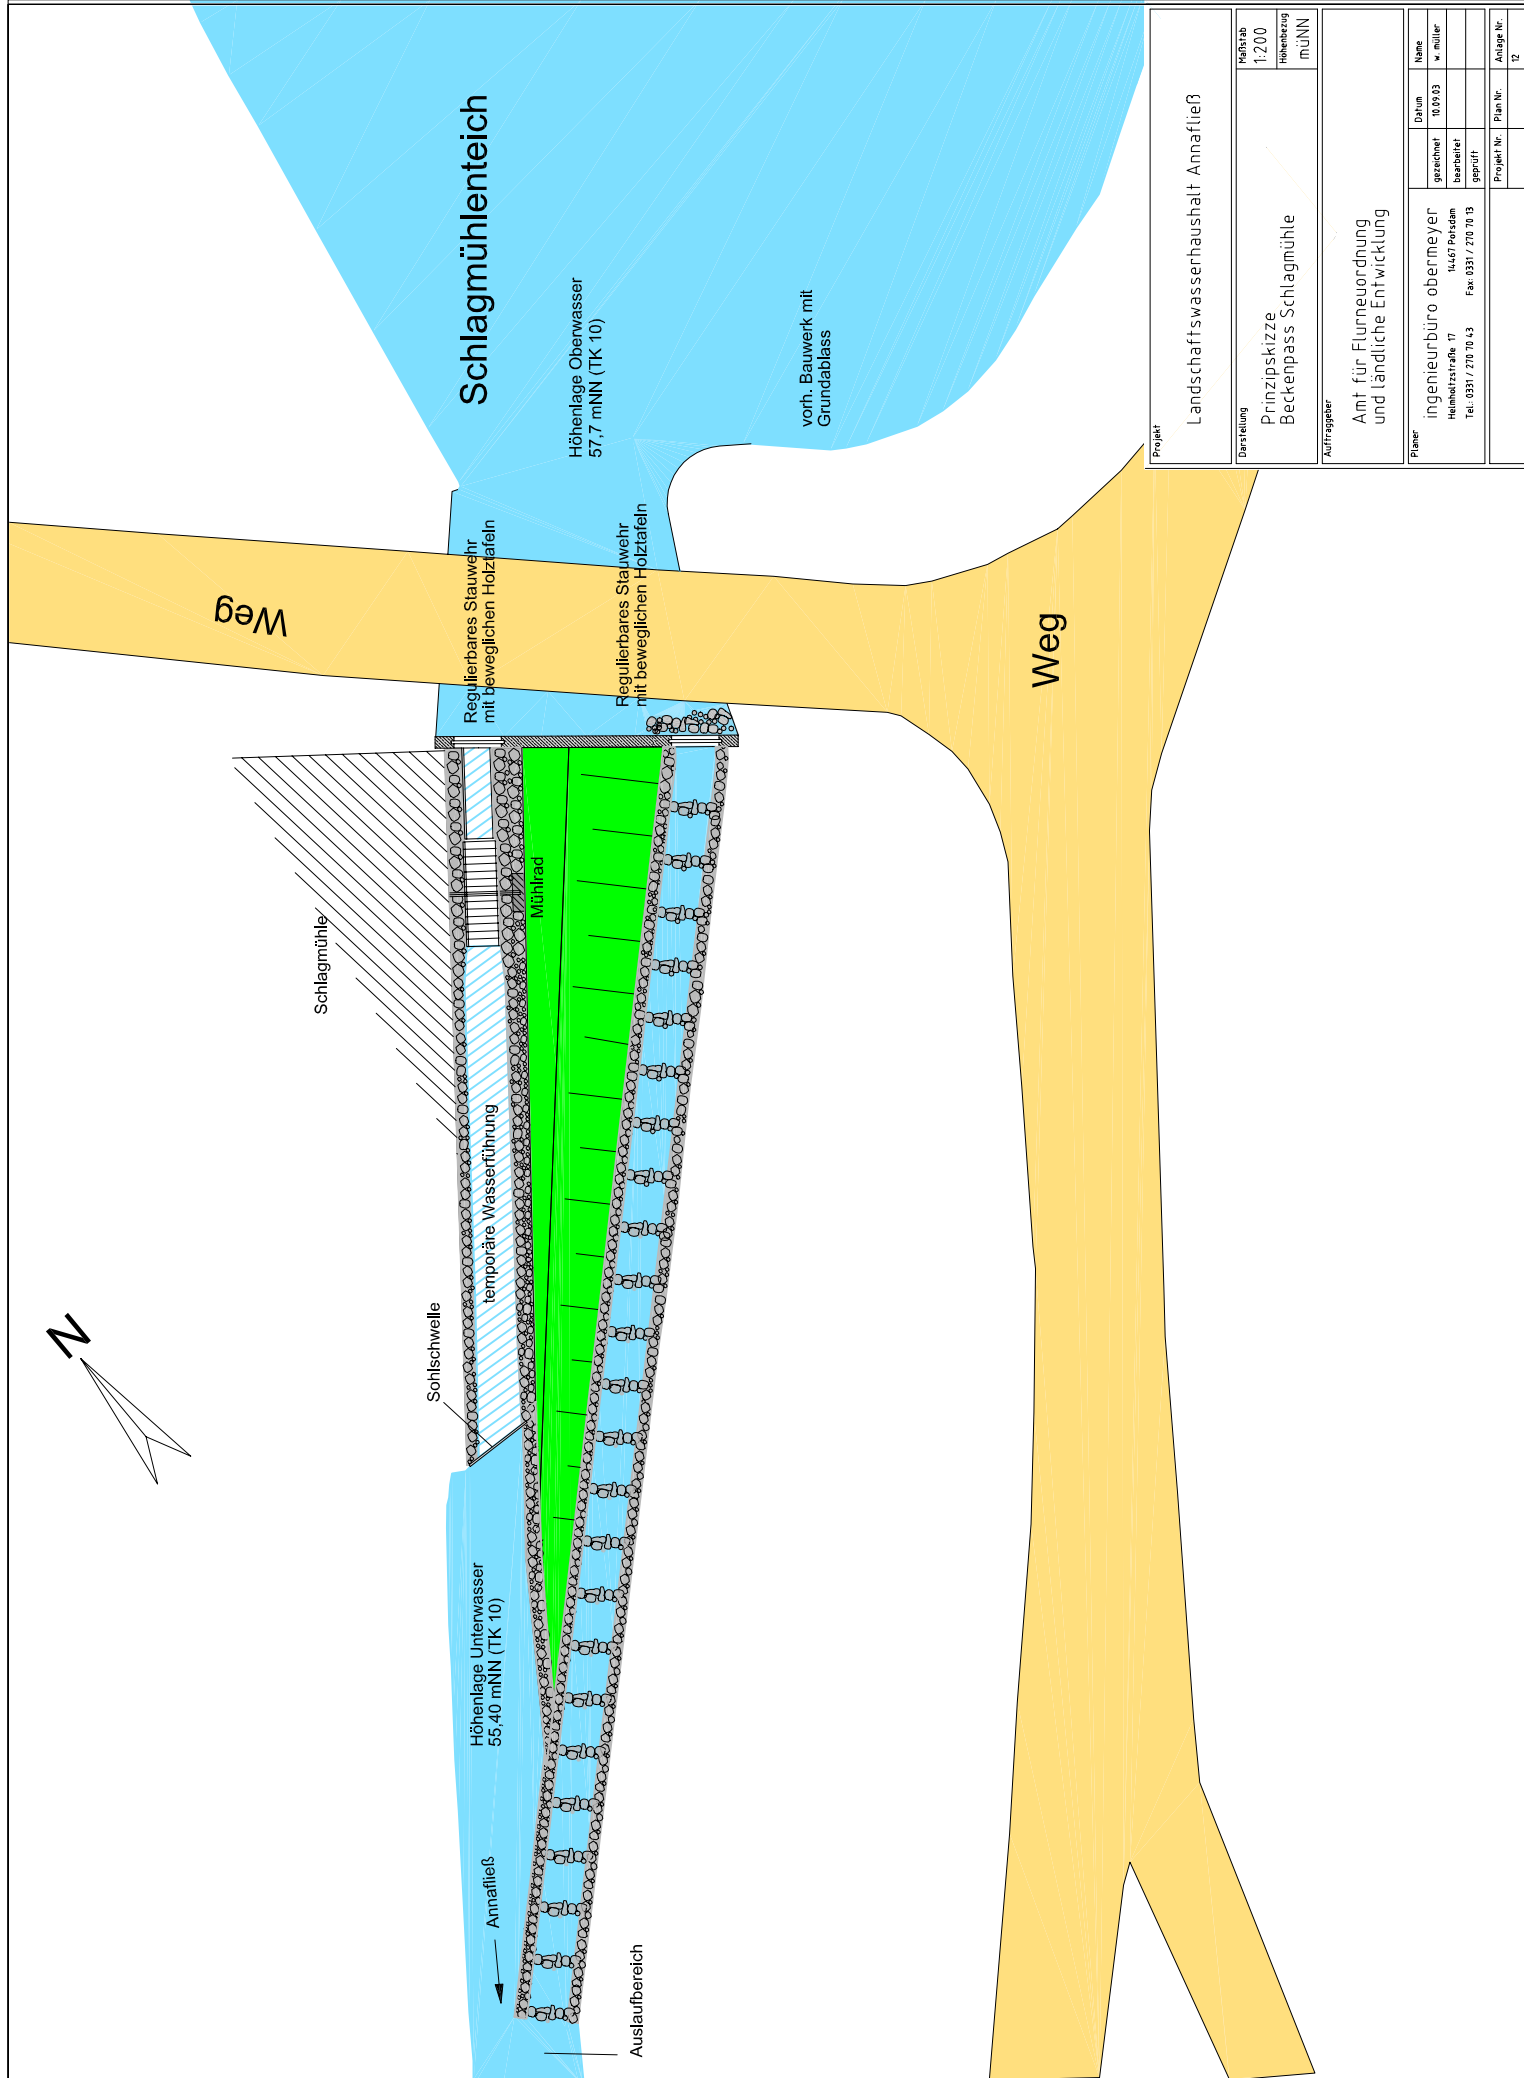 Schlagmühlenteich
Höhenlage Oberwasser
57,7 mNN (TK 10)
vorh. Bauwerk mit
Grundablass
Weg
Regulierbares Stauwehr
mit beweglichen Holztafeln
Regulierbares Stauwehr
mit beweglichen Holztafeln
Weg
Schlagmühle
Mühlrad
temporäre Wasserführung
Sohlschwelle
N
Höhenlage Unterwasser
55,40 mNN (TK 10)
Annafließ
Auslaufbereich
Projekt
Landschaftswasserhaushalt Annafließ
Darstellung
Prinzipskizze
Beckenpass Schlagmühle
Maßstab
1:200
Höhenbezug
müNN
Auftraggeber
Amt für Flurneuordnung
und ländliche Entwicklung
Planer
ingenieurbüro obermeyer
Helmholtzstraße 17 14467 Potsdam
Tel.: 0331 / 270 70 43 Fax: 0331 / 270 70 13
Datum Name
gezeichnet 10.09.03 w. müller
bearbeitet
geprüft
Projekt Nr. Plan Nr. Anlage Nr.
12